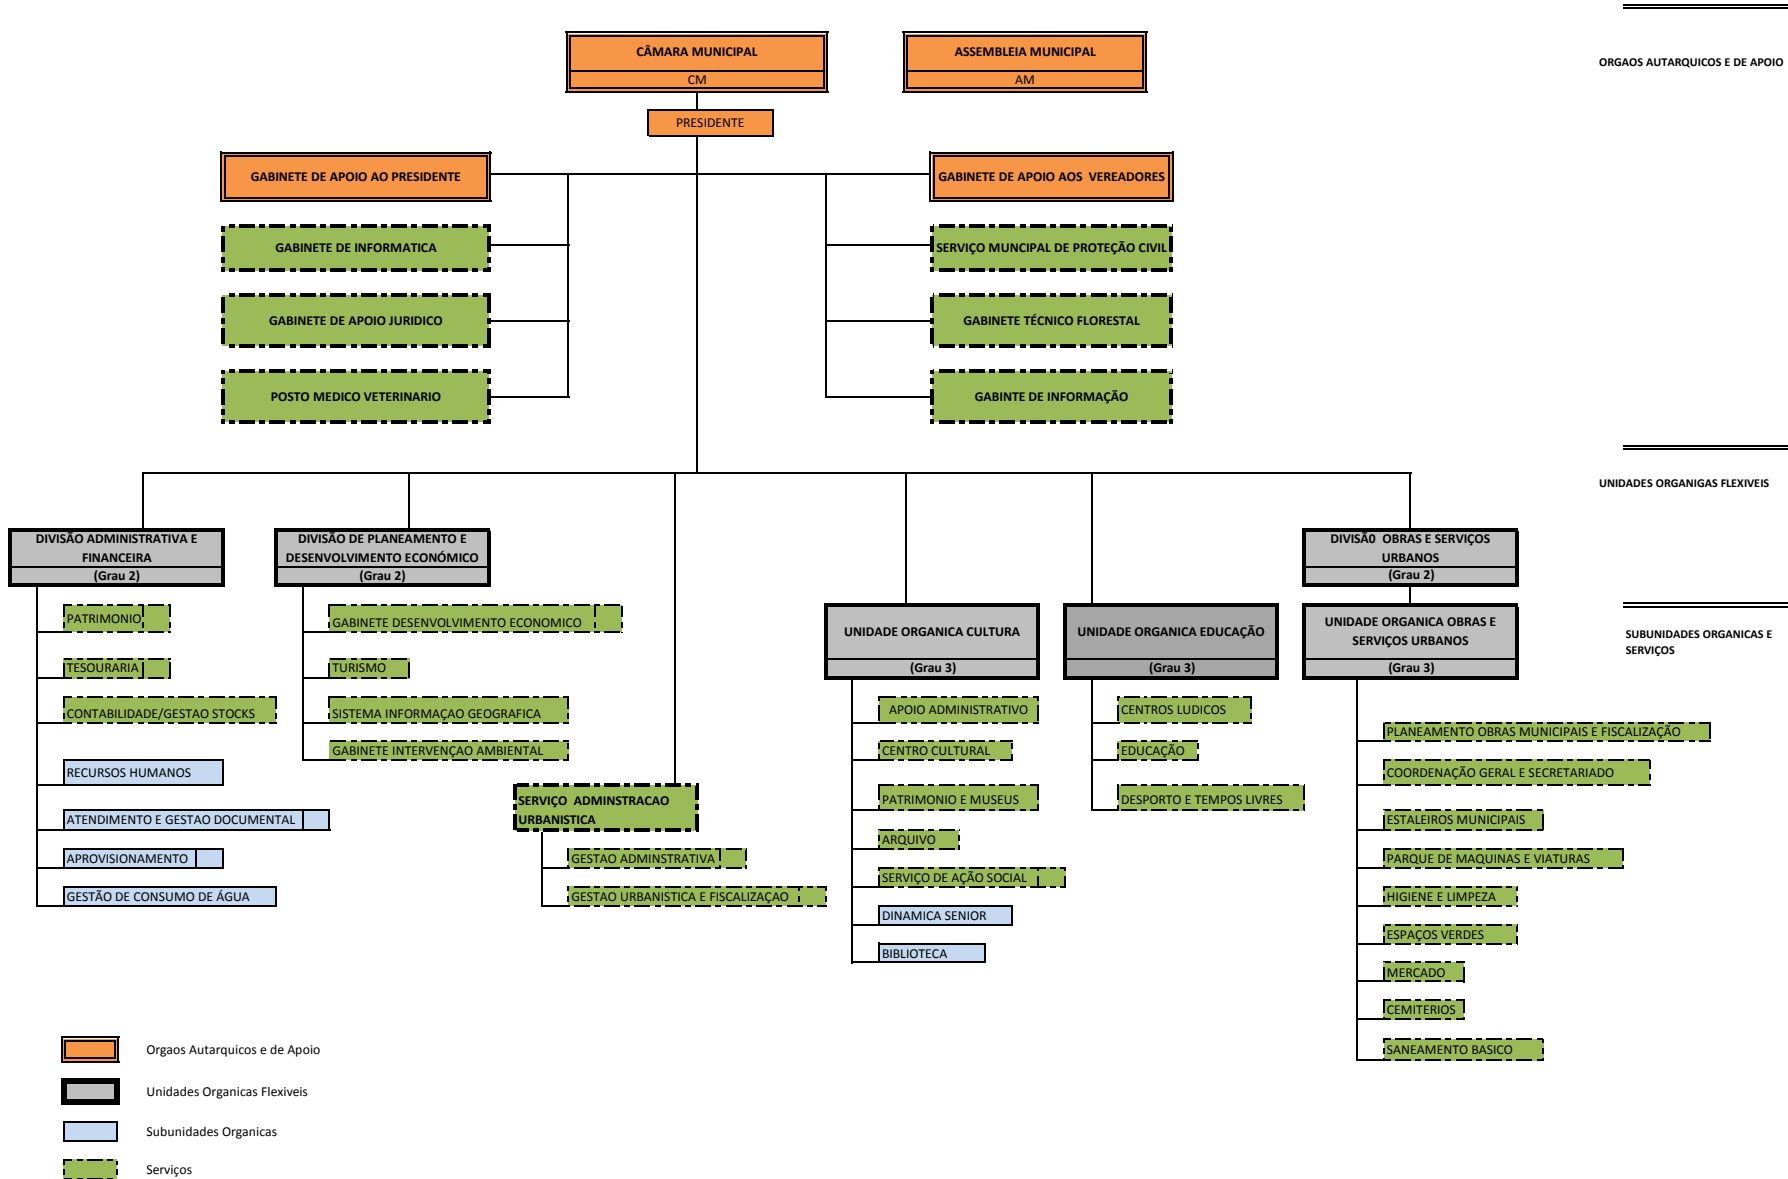 CÂMARA MUNICIPAL
CM
ASSEMBLEIA MUNICIPAL
AM
ORGAOS AUTARQUICOS E DE APOIO
PRESIDENTE
GABINETE DE APOIO AO PRESIDENTE
GABINETE DE APOIO AOS VEREADORES
GABINETE DE INFORMATICA
SERVIÇO MUNCIPAL DE PROTEÇÃO CIVIL
GABINETE DE APOIO JURIDICO
GABINETE TÉCNICO FLORESTAL
POSTO MEDICO VETERINARIO
GABINTE DE INFORMAÇÃO
UNIDADES ORGANIGAS FLEXIVEIS
DIVISÃO ADMINISTRATIVA E
FINANCEIRA
(Grau 2)
DIVISÃO DE PLANEAMENTO E
DESENVOLVIMENTO ECONÓMICO
(Grau 2)
DIVISÃ0 OBRAS E SERVIÇOS
URBANOS
(Grau 2)
SUBUNIDADES ORGANICAS E
SERVIÇOS
PATRIMONIO
TESOURARIA
CONTABILIDADE/GESTAO STOCKS
RECURSOS HUMANOS
ATENDIMENTO E GESTAO DOCUMENTAL
APROVISIONAMENTO
GESTÃO DE CONSUMO DE ÁGUA
GABINETE DESENVOLVIMENTO ECONOMICO
TURISMO
SISTEMA INFORMAÇAO GEOGRAFICA
GABINETE INTERVENÇAO AMBIENTAL
SERVIÇO ADMINSTRACAO
URBANISTICA
GESTAO ADMINSTRATIVA
GESTAO URBANISTICA E FISCALIZAÇAO
UNIDADE ORGANICA CULTURA
(Grau 3)
APOIO ADMINISTRATIVO
CENTRO CULTURAL
PATRIMONIO E MUSEUS
ARQUIVO
SERVIÇO DE AÇÃO SOCIAL
DINAMICA SENIOR
BIBLIOTECA
UNIDADE ORGANICA EDUCAÇÃO
(Grau 3)
CENTROS LUDICOS
EDUCAÇÃO
DESPORTO E TEMPOS LIVRES
UNIDADE ORGANICA OBRAS E
SERVIÇOS URBANOS
(Grau 3)
PLANEAMENTO OBRAS MUNICIPAIS E FISCALIZAÇÃO
COORDENAÇÃO GERAL E SECRETARIADO
ESTALEIROS MUNICIPAIS
PARQUE DE MAQUINAS E VIATURAS
HIGIENE E LIMPEZA
ESPAÇOS VERDES
MERCADO
CEMITERIOS
SANEAMENTO BASICO
Orgaos Autarquicos e de Apoio
Unidades Organicas Flexiveis
Subunidades Organicas
Serviços